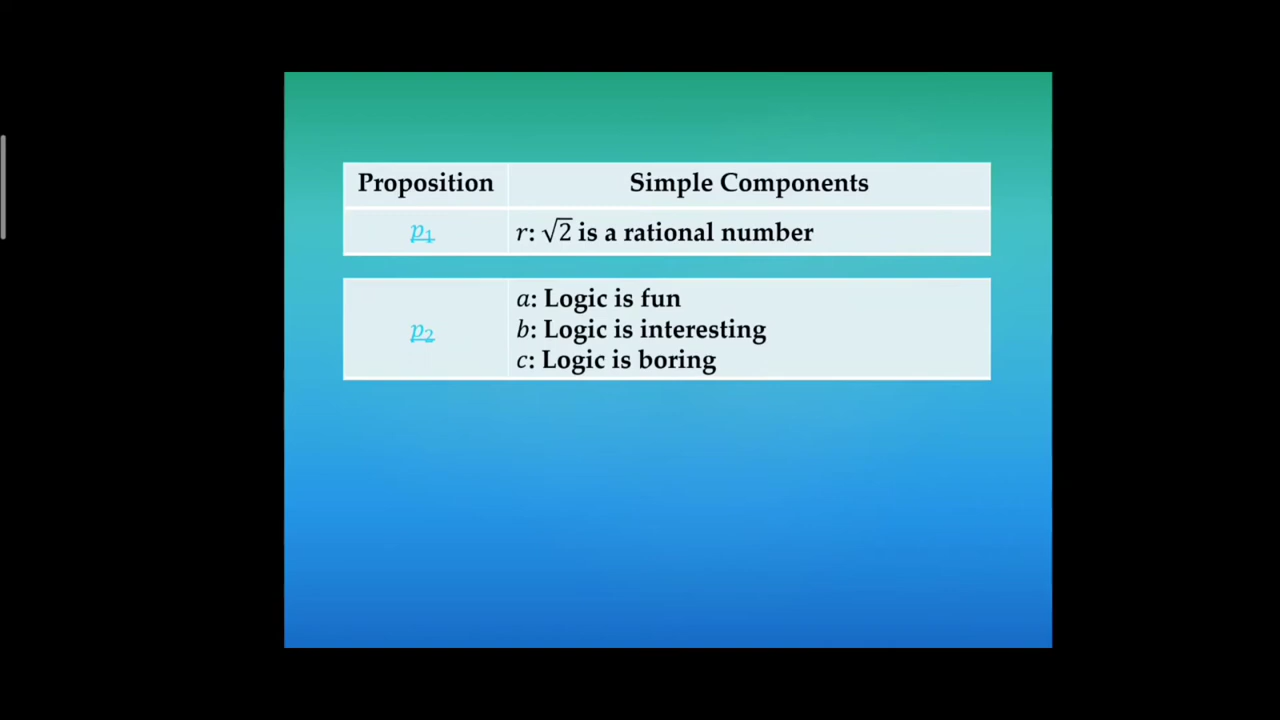 Proposition Simple Components
p₁ r: √2 is a rational number
a: Logic is fun
p₂ b: Logic is interesting
c: Logic is boring